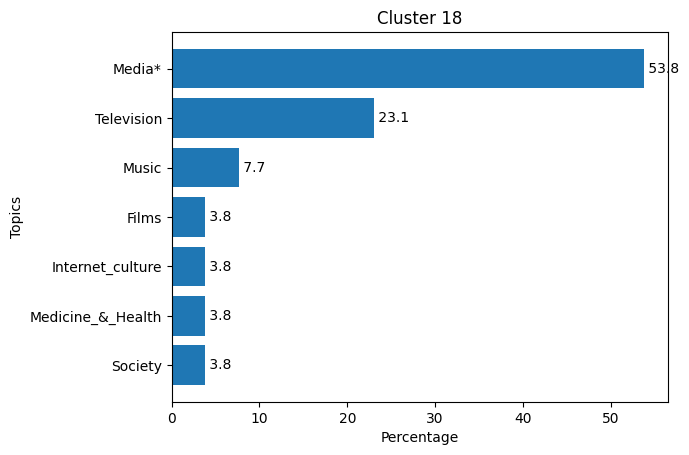 Cluster 18
Topics
Media* 53.8
Television 23.1
Music 7.7
Films 3.8
Internet_culture 3.8
Medicine_&_Health 3.8
Society 3.8
0 10 20 30 40 50
Percentage